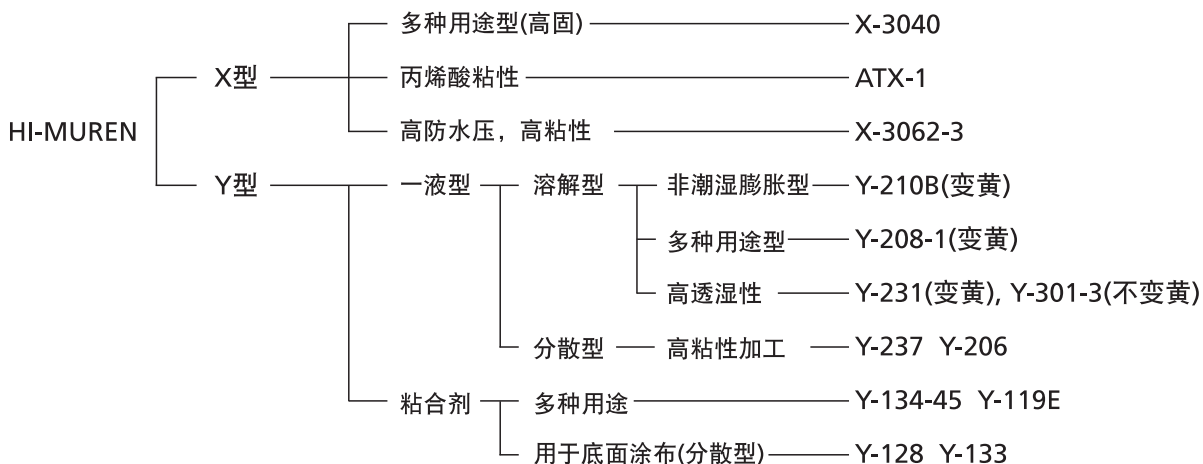 多种用途型(高固) X-3040
X型 丙烯酸粘性 ATX-1
HI-MUREN 高防水压，高粘性 X-3062-3
Y型 一液型 溶解型 非潮湿膨胀型 Y-210B(变黄)
多种用途型 Y-208-1(变黄)
高透湿性 Y-231(变黄), Y-301-3(不变黄)
分散型 高粘性加工 Y-237 Y-206
粘合剂 多种用途 Y-134-45 Y-119E
用于底面涂布(分散型) Y-128 Y-133